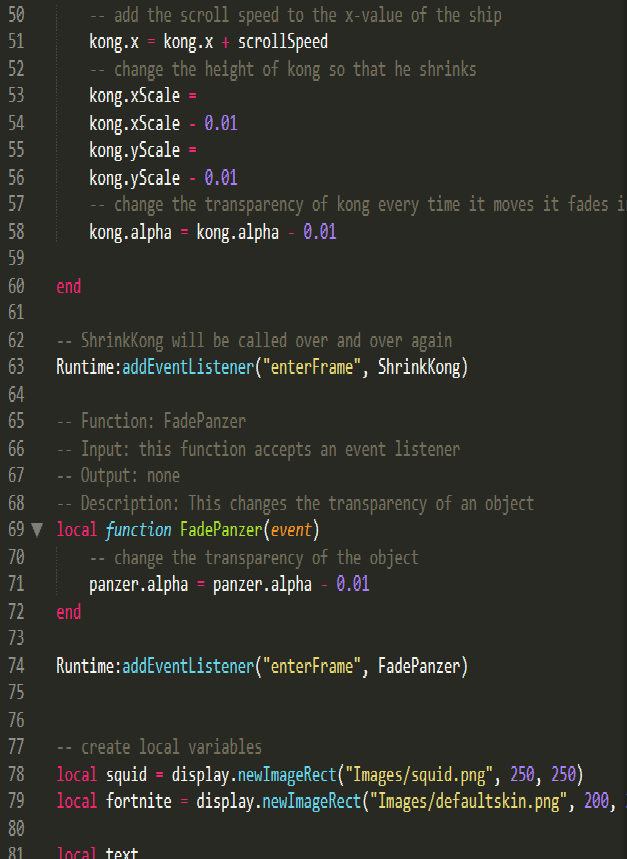 50 -- add the scroll speed to the x-value of the ship
51 kong.x = kong.x + scrollSpeed
52 -- change the height of kong so that he shrinks
53 kong.xScale =
54 kong.xScale - 0.01
55 kong.yScale =
56 kong.yScale - 0.01
57 -- change the transparency of kong every time it moves it fades
58 kong.alpha = kong.alpha - 0.01
59
60 end
61
62 -- ShrinkKong will be called over and over again
63 Runtime:addEventListener("enterFrame", ShrinkKong)
64
65 -- Function: FadePanzer
66 -- Input: this function accepts an event listener
67 -- Output: none
68 -- Description: This changes the transparency of an object
69 local function FadePanzer(event)
70 -- change the transparency of the object
71 panzer.alpha = panzer.alpha - 0.01
72 end
73
74 Runtime:addEventListener("enterFrame", FadePanzer)
75
76
77 -- create local variables
78 local squid = display.newImageRect("Images/squid.png", 250, 250)
79 local fortnite = display.newImageRect("Images/defaultskin.png", 200,
80
81 local text